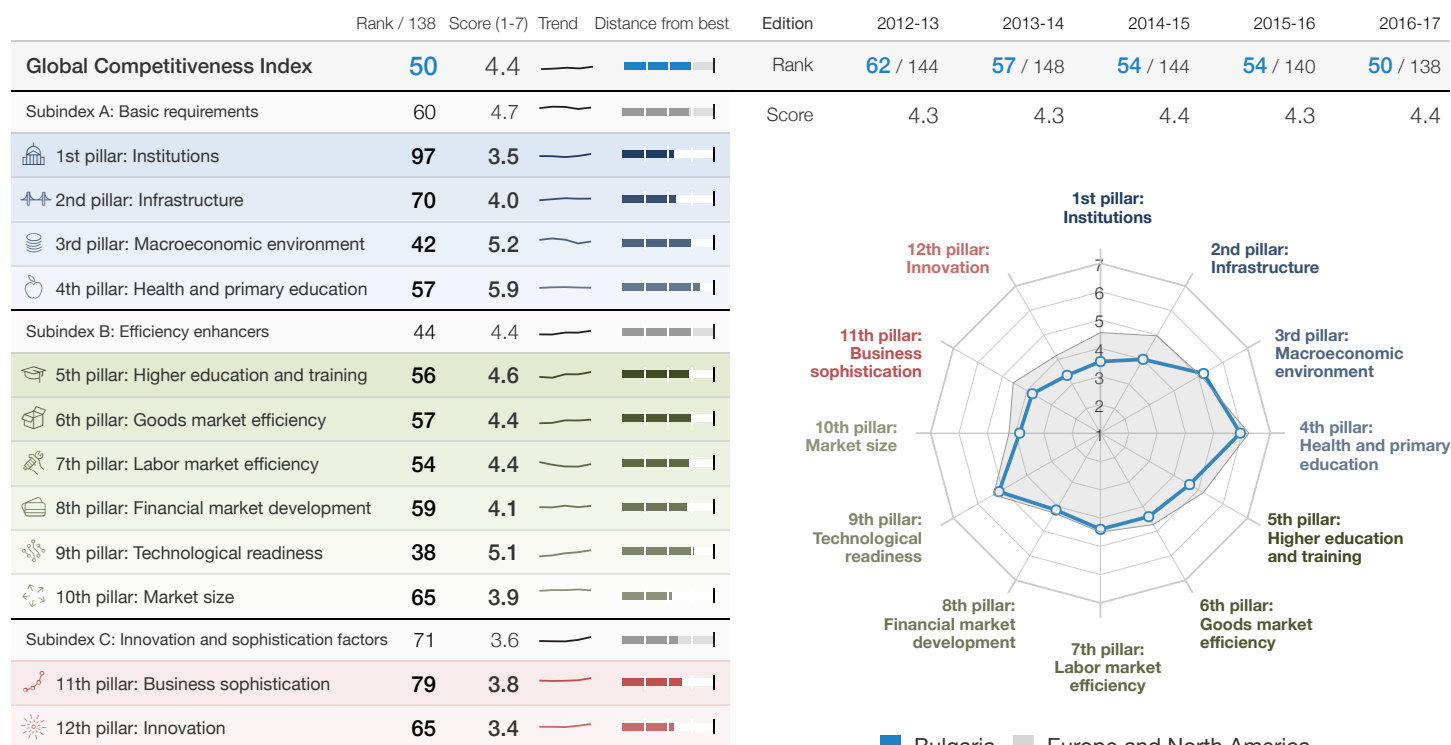 Rank / 138 Score (1-7) Trend Distance from best
Global Competitiveness Index 50 4.4
Subindex A: Basic requirements 60 4.7
1st pillar: Institutions 97 3.5
2nd pillar: Infrastructure 70 4.0
3rd pillar: Macroeconomic environment 42 5.2
4th pillar: Health and primary education 57 5.9
Subindex B: Efficiency enhancers 44 4.4
5th pillar: Higher education and training 56 4.6
6th pillar: Goods market efficiency 57 4.4
7th pillar: Labor market efficiency 54 4.4
8th pillar: Financial market development 59 4.1
9th pillar: Technological readiness 38 5.1
10th pillar: Market size 65 3.9
Subindex C: Innovation and sophistication factors 71 3.6
11th pillar: Business sophistication 79 3.8
12th pillar: Innovation 65 3.4
Edition 2012-13 2013-14 2014-15 2015-16 2016-17
Rank 62 / 144 57 / 148 54 / 144 54 / 140 50 / 138
Score 4.3 4.3 4.4 4.3 4.4
1st pillar:
Institutions
2nd pillar:
Infrastructure
3rd pillar:
Macroeconomic
environment
4th pillar:
Health and primary
education
5th pillar:
Higher education
and training
6th pillar:
Goods market
efficiency
7th pillar:
Labor market
efficiency
8th pillar:
Financial market
development
9th pillar:
Technological
readiness
10th pillar:
Market size
11th pillar:
Business
sophistication
12th pillar:
Innovation
7
6
5
4
3
2
1
Bulgaria Europe and North America